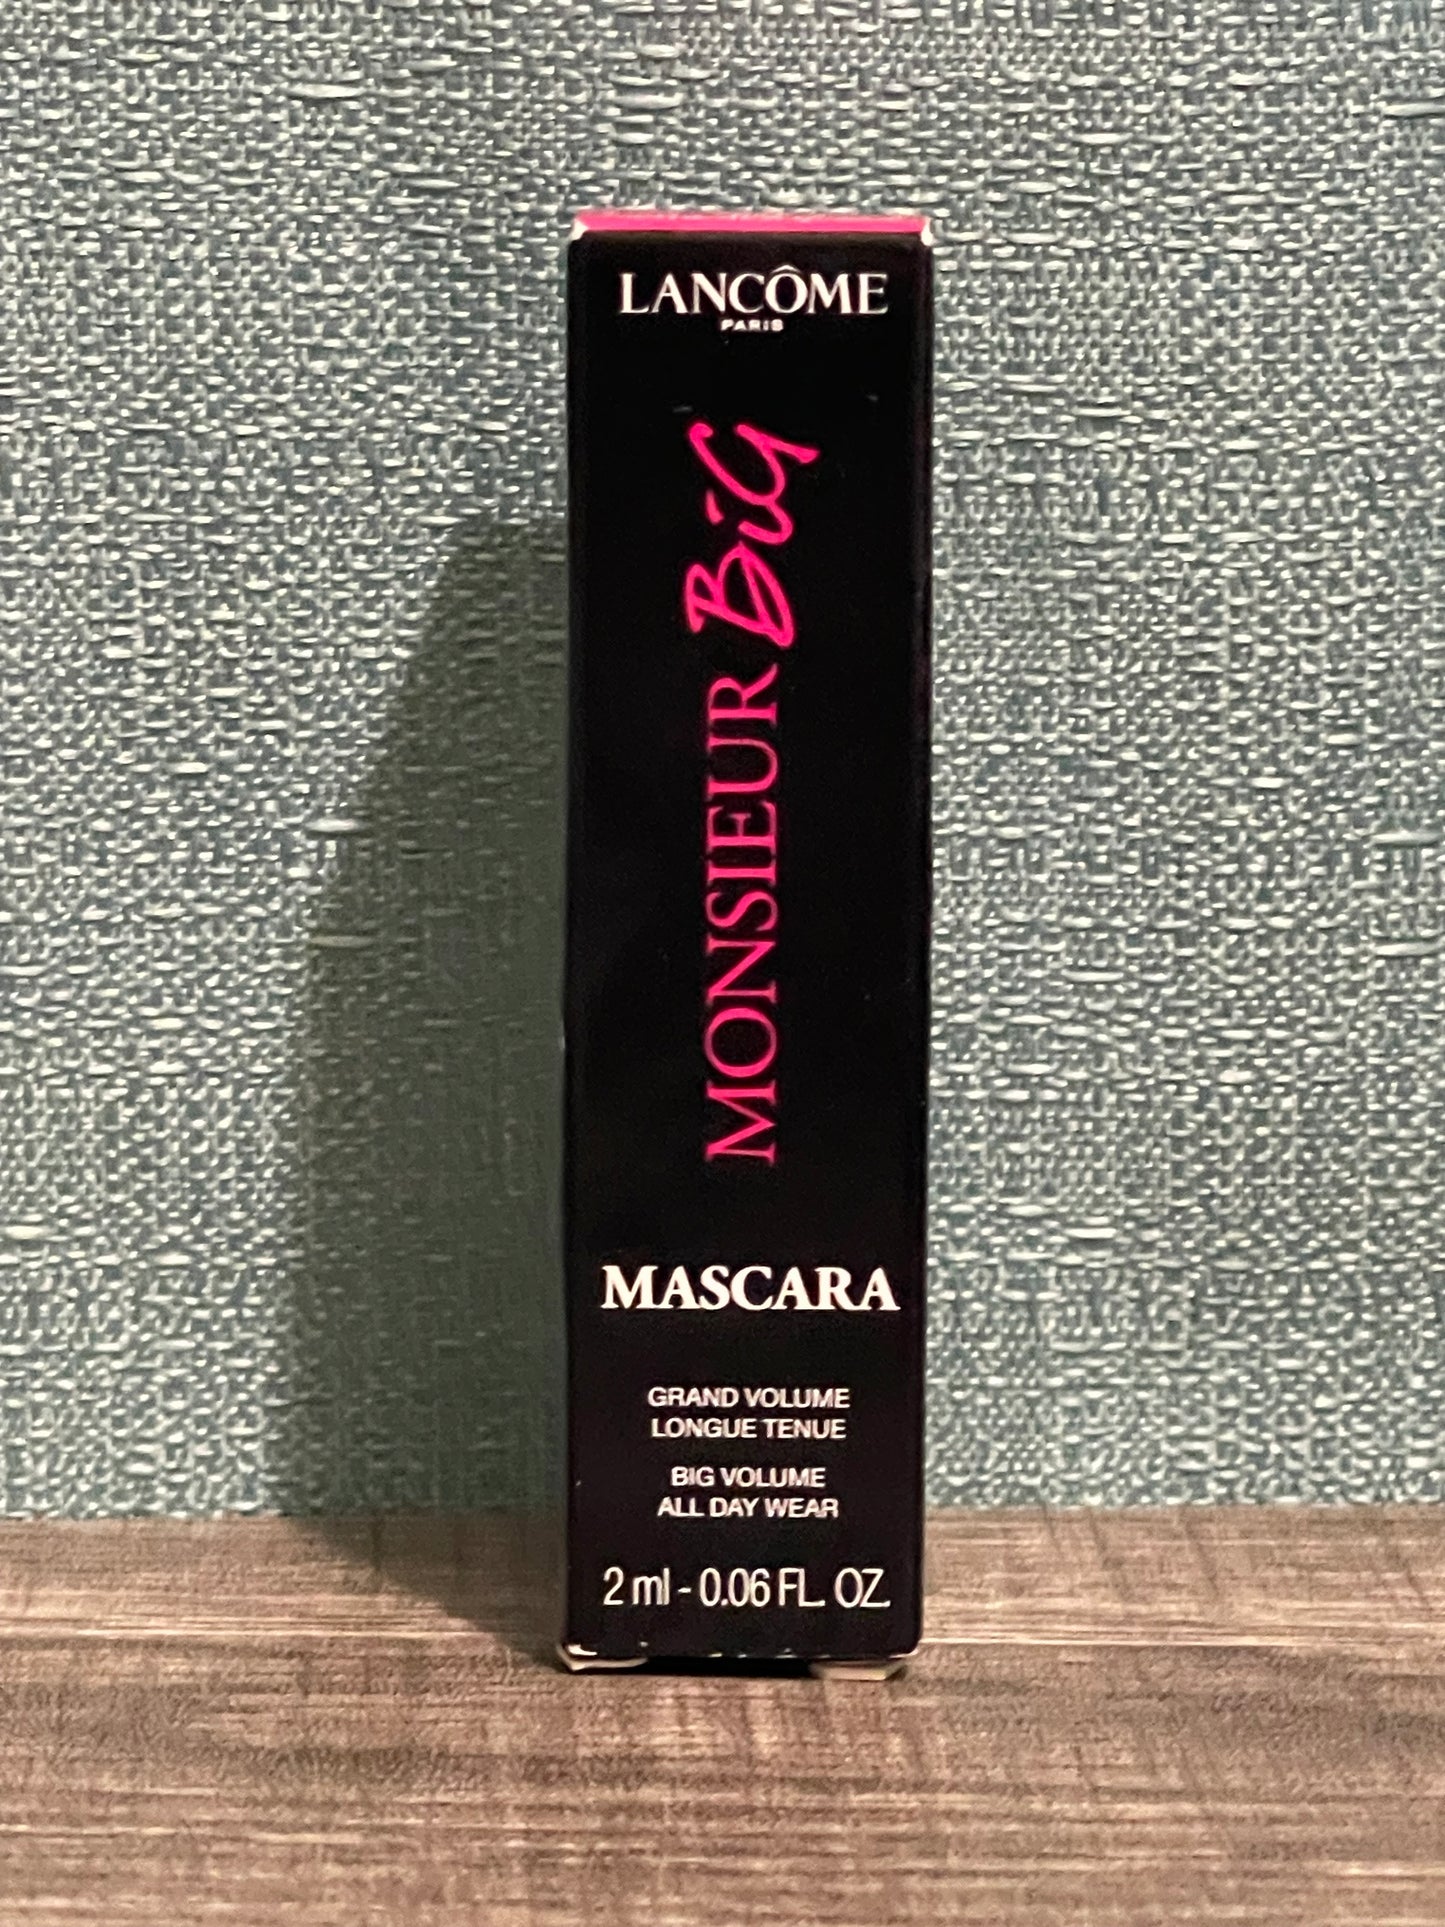 LANCÔME
PARIS
MONSIEUR BiG
MASCARA
GRAND VOLUME
LONGUE TENUE
BIG VOLUME
ALL DAY WEAR
2 ml - 0.06 FL. OZ.